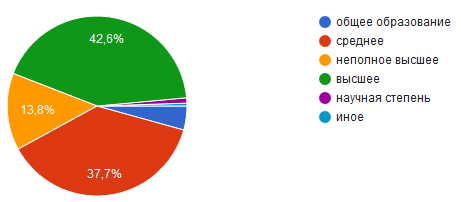 42,6%
13,8%
37,7%
общее образование
среднее
неполное высшее
высшее
научная степень
иное